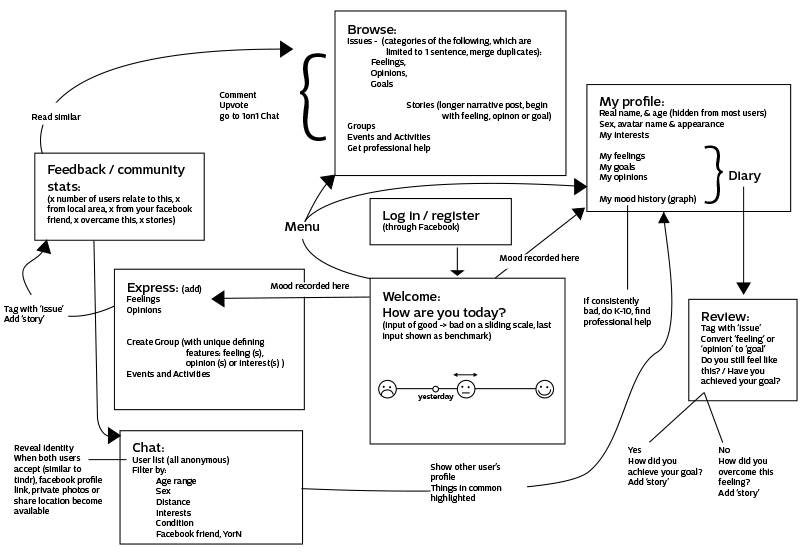 Browse:
Issues - (categories of the following, which are
limited to 1 sentence, merge duplicates):
Feelings,
Opinions,
Goals
Stories (longer narrative post, begin
with feeling, opinon or goal)
Groups
Events and Activities
Get professional help
Comment
Upvote
go to 1on1 Chat
Read similar
My profile:
Real name, & age (hidden from most users)
Sex, avatar name & appearance
My interests
My feelings
My goals
My opinions
My mood history (graph)
Diary
Feedback / community
stats:
(x number of users relate to this, x
from local area, x from your facebook
friend, x overcame this, x stories)
Menu
Log in / register
(through Facebook)
Mood recorded here
Express: (add)
Feelings
Opinions
Create Group (with unique defining
features: feeling (s),
opinion (s) or interest(s) )
Events and Activities
Mood recorded here
Tag with 'issue'
Add 'story'
Welcome:
How are you today?
(input of good -> bad on a sliding scale, last
input shown as benchmark)
yesterday
If consistently
bad, do K-10, find
professional help
Review:
Tag with 'issue'
Convert 'feeling' or
'opinion' to 'goal'
Do you still feel like
this? / Have you
achieved your goal?
Yes
How did you
achieve your goal?
Add 'story'
No
How did you
overcome this
feeling?
Add 'story'
Reveal Identity
When both users
accept (similar to
tindr), facebook profile
link, private photos or
share location become
available
Chat:
User list (all anonymous)
Filter by:
Age range
Sex
Distance
Interests
Condition
Facebook friend, YorN
Show other user's
profile
Things in common
highlighted